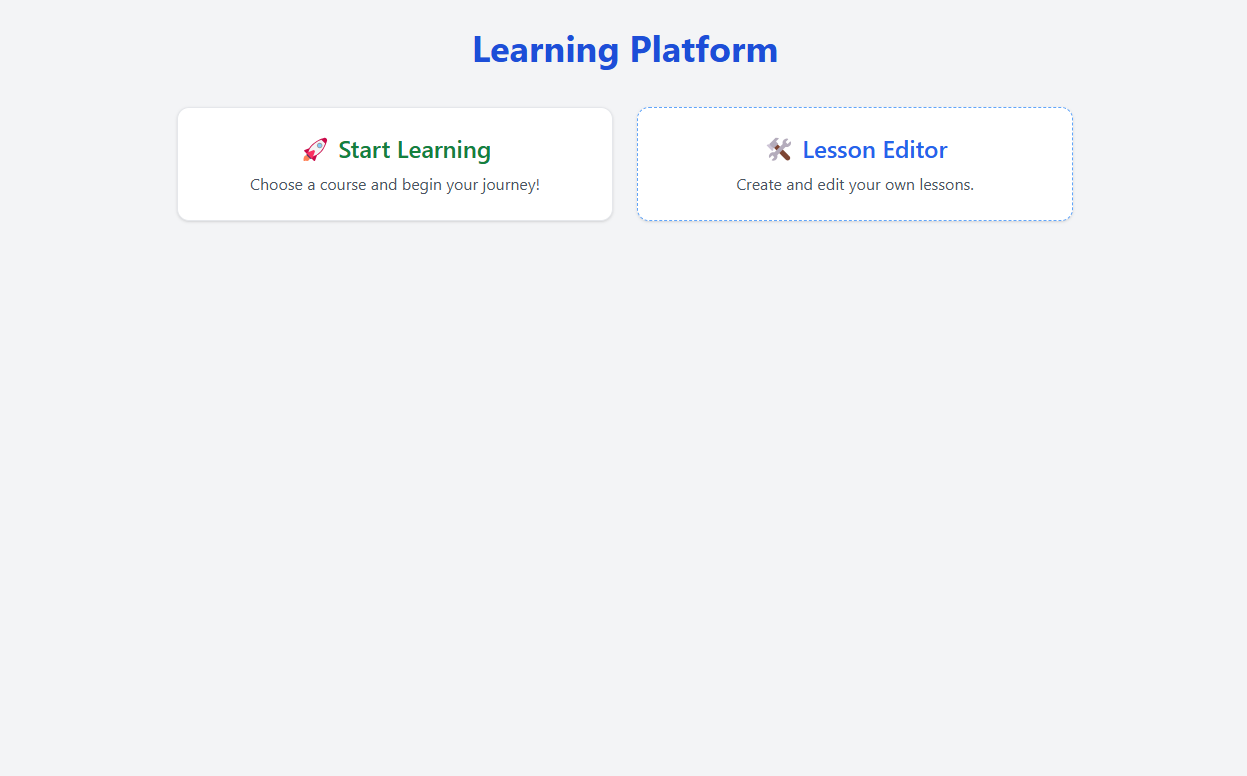 Learning Platform
🚀 Start Learning
Choose a course and begin your journey!
🛠️ Lesson Editor
Create and edit your own lessons.